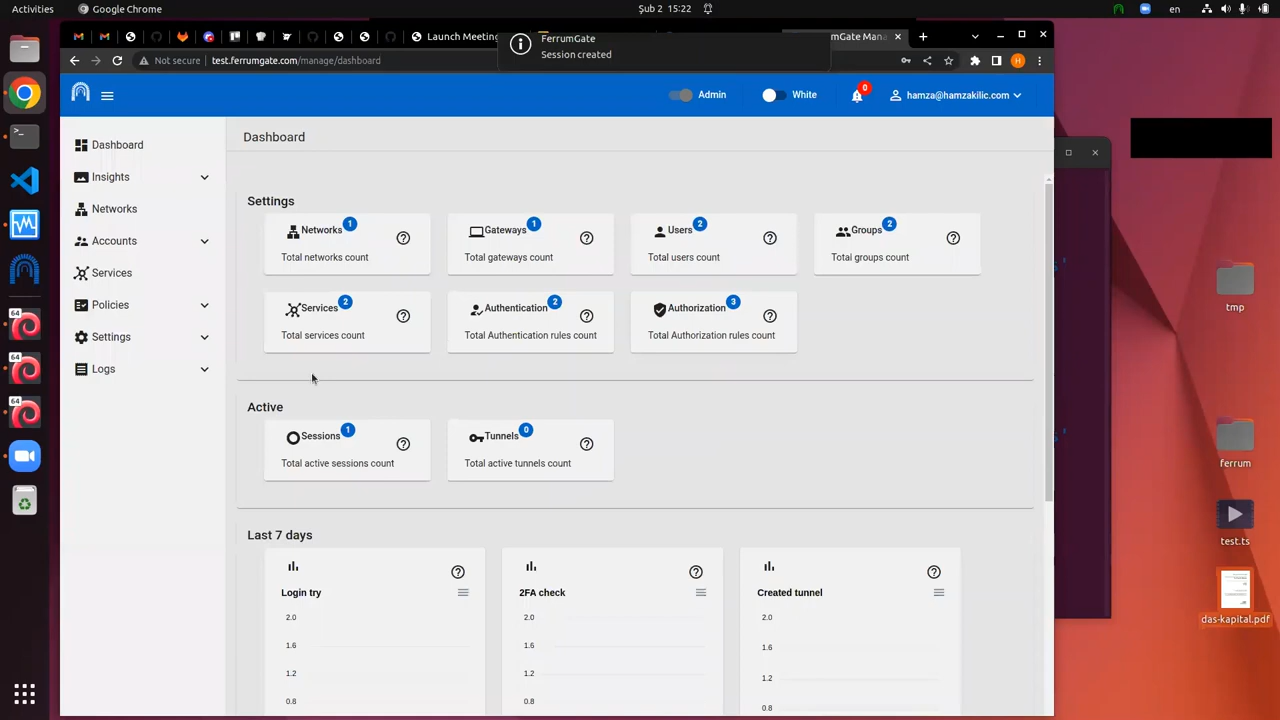 Activities
Google Chrome
Şub 2 15:22
en
Launch Meeting
Gate Mana
FerrumGate
Session created
Not secure
test.ferrumgate.com/manage/dashboard
H
Admin
White
0
hamza@hamzakilic.com
Dashboard
Insights
Networks
Accounts
Services
Policies
Settings
Logs
Dashboard
Settings
Networks 1
Total networks count
Gateways 1
Total gateways count
Users 2
Total users count
Groups 2
Total groups count
Services 2
Total services count
Authentication 2
Total Authentication rules count
Authorization 3
Total Authorization rules count
Active
Sessions 1
Total active sessions count
Tunnels 0
Total active tunnels count
Last 7 days
Login try
2.0
1.6
1.2
0.8
2FA check
2.0
1.6
1.2
0.8
Created tunnel
2.0
1.6
1.2
0.8
64
64
64
tmp
ferrum
test.ts
das-kapital.pdf